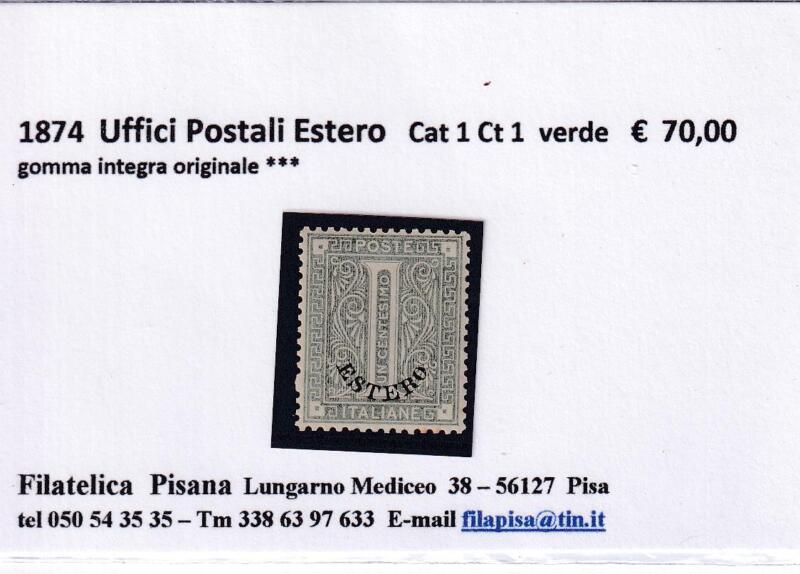 1874 Uffici Postali Estero Cat 1 Ct 1 verde € 70,00
gomma integra originale ***
POSTE
UN CENTESIMO
ESTERO
ITALIANE
Filatelica Pisana Lungarno Mediceo 38 – 56127 Pisa
tel 050 54 35 35 – Tm 338 63 97 633 E-mail filapisa@tin.it